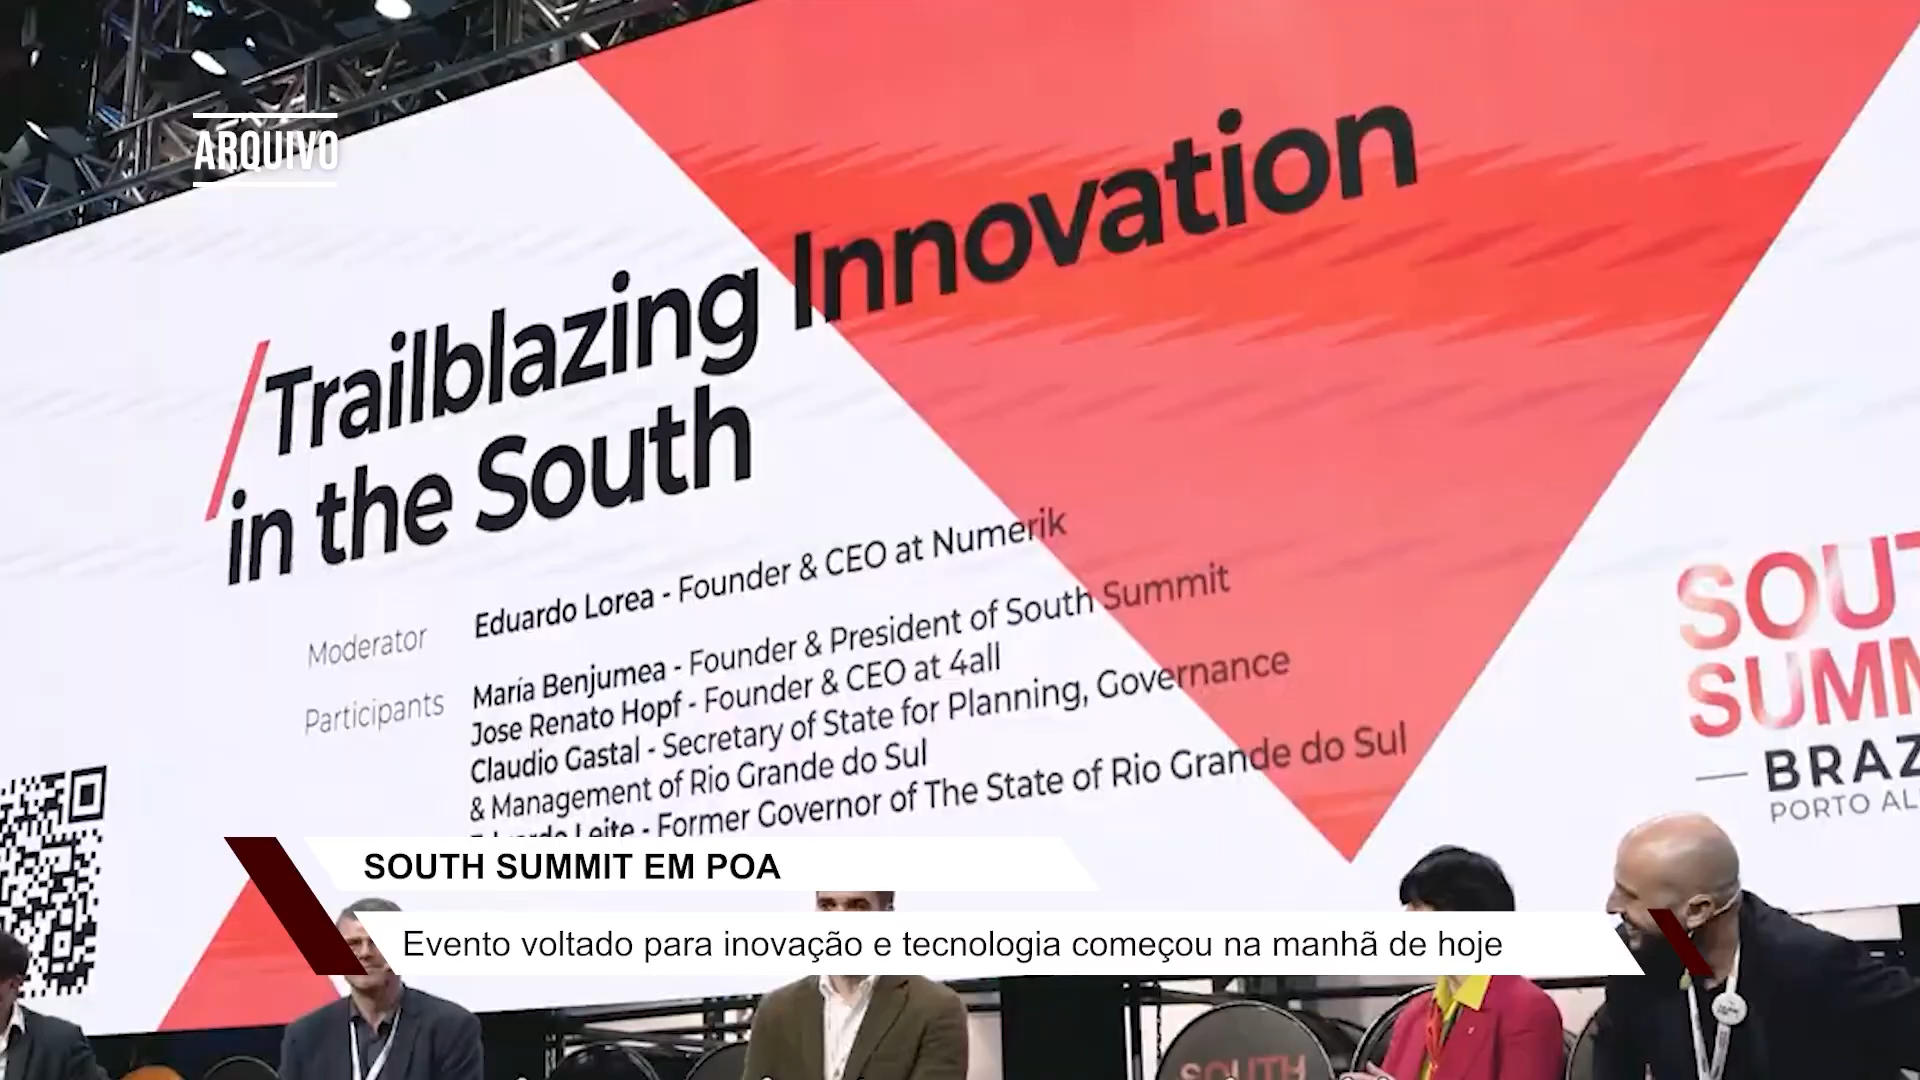 ARQUIVO
/Trailblazing Innovation
in the South
Moderator
Eduardo Lorea - Founder & CEO at Numerik
Participants
María Benjumea - Founder & President of South Summit
Jose Renato Hopf - Founder & CEO at 4all
Claudio Gastal - Secretary of State for Planning, Governance
& Management of Rio Grande do Sul
Eduardo Leite - Former Governor of The State of Rio Grande do Sul
SOUT
SUMM
BRAZ
PORTO AL
SOUTH SUMMIT EM POA
Evento voltado para inovação e tecnologia começou na manhã de hoje
SOUTH